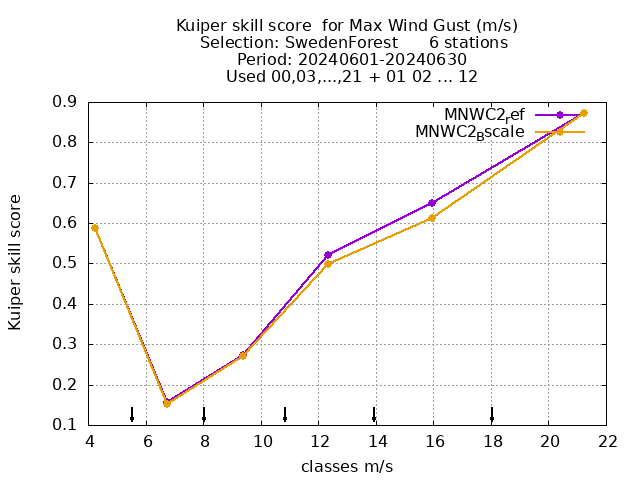 Kuiper skill score  for Max Wind Gust (m/s)
Selection: SwedenForest      6 stations
Period: 20240601-20240630
Used 00,03,...,21 + 01 02 ... 12
MNWC2ref
MNWC2Bscale
Kuiper skill score
0.9
0.8
0.7
0.6
0.5
0.4
0.3
0.2
0.1
4 6 8 10 12 14 16 18 20 22
classes m/s